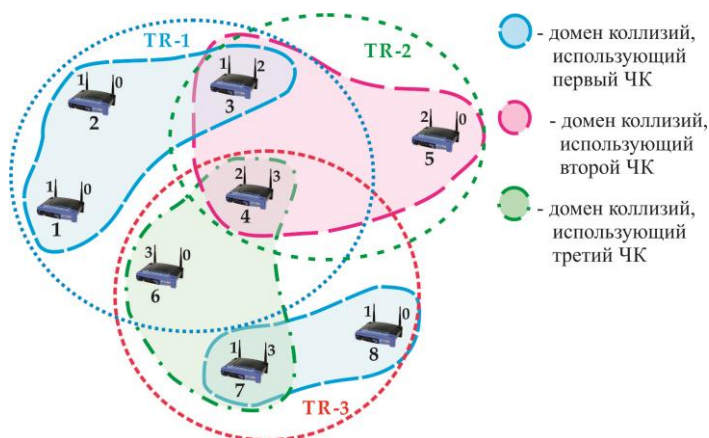 TR-1
TR-2
1 2
3
1 0
2
2 0
5
1 0
1
2 3
4
3 0
6
1 0
8
1 3
7
TR-3
- домен коллизий,
использующий
первый ЧК
- домен коллизий,
использующий
второй ЧК
- домен коллизий,
использующий
третий ЧК